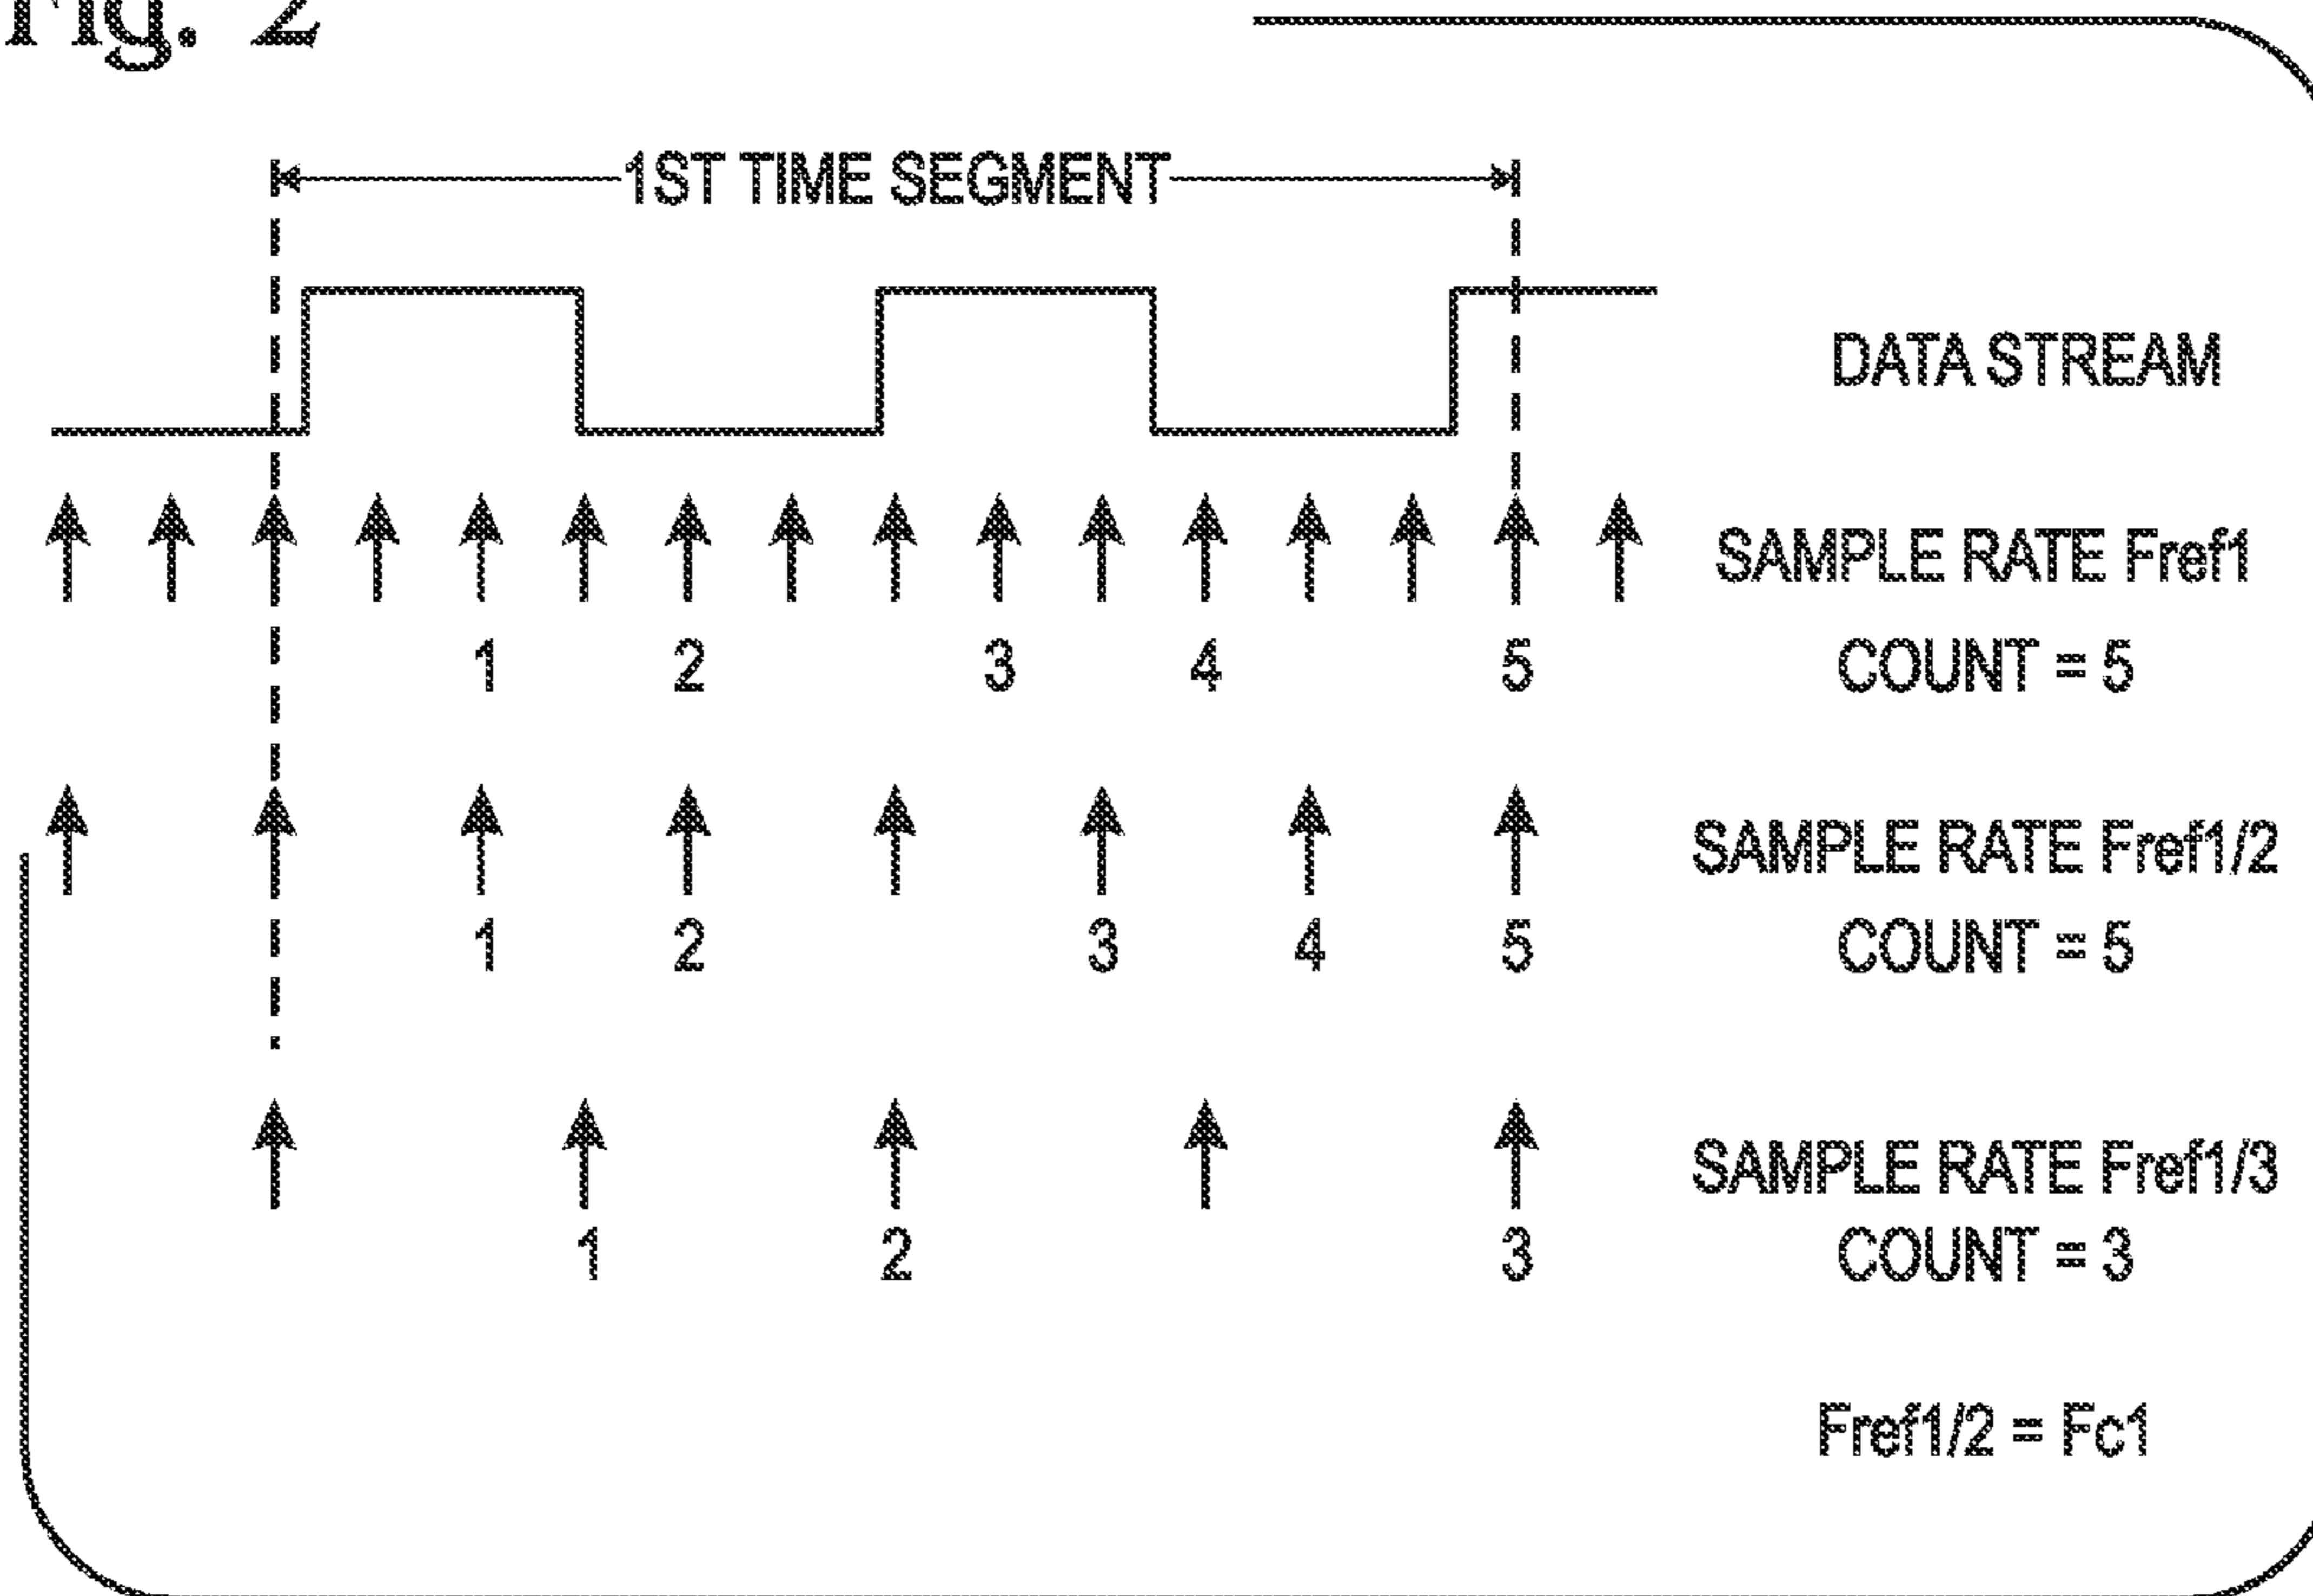 Fig. 2
1ST TIME SEGMENT
DATA STREAM
SAMPLE RATE Fref1
1 2 3 4 5 COUNT = 5
SAMPLE RATE Fref1/2
1 2 3 4 5 COUNT = 5
SAMPLE RATE Fref1/3
1 2 3 COUNT = 3
Fref1/2 = Fc1